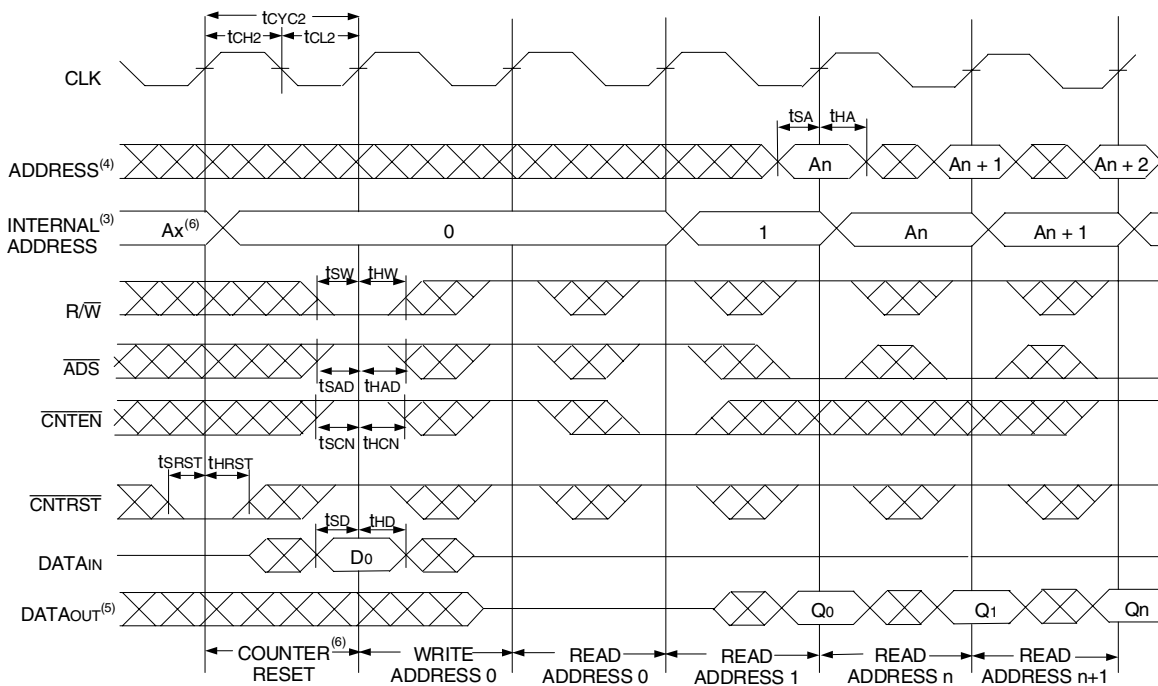 tCYC2
tCH2 tCL2
CLK
tSA tHA
ADDRESS(4) An An + 1 An + 2
INTERNAL(3)
ADDRESS Ax(6) 0 1 An An + 1
tSW tHW
R/W̅
A̅D̅S̅
tSAD tHAD
C̅N̅T̅E̅N̅
tSCN tHCN
tSRST tHRST
C̅N̅T̅R̅S̅T̅
tSD tHD
DATAIN D0
DATAOUT(5) Q0 Q1 Qn
COUNTER(6)
RESET
WRITE
ADDRESS 0
READ
ADDRESS 0
READ
ADDRESS 1
READ
ADDRESS n
READ
ADDRESS n+1